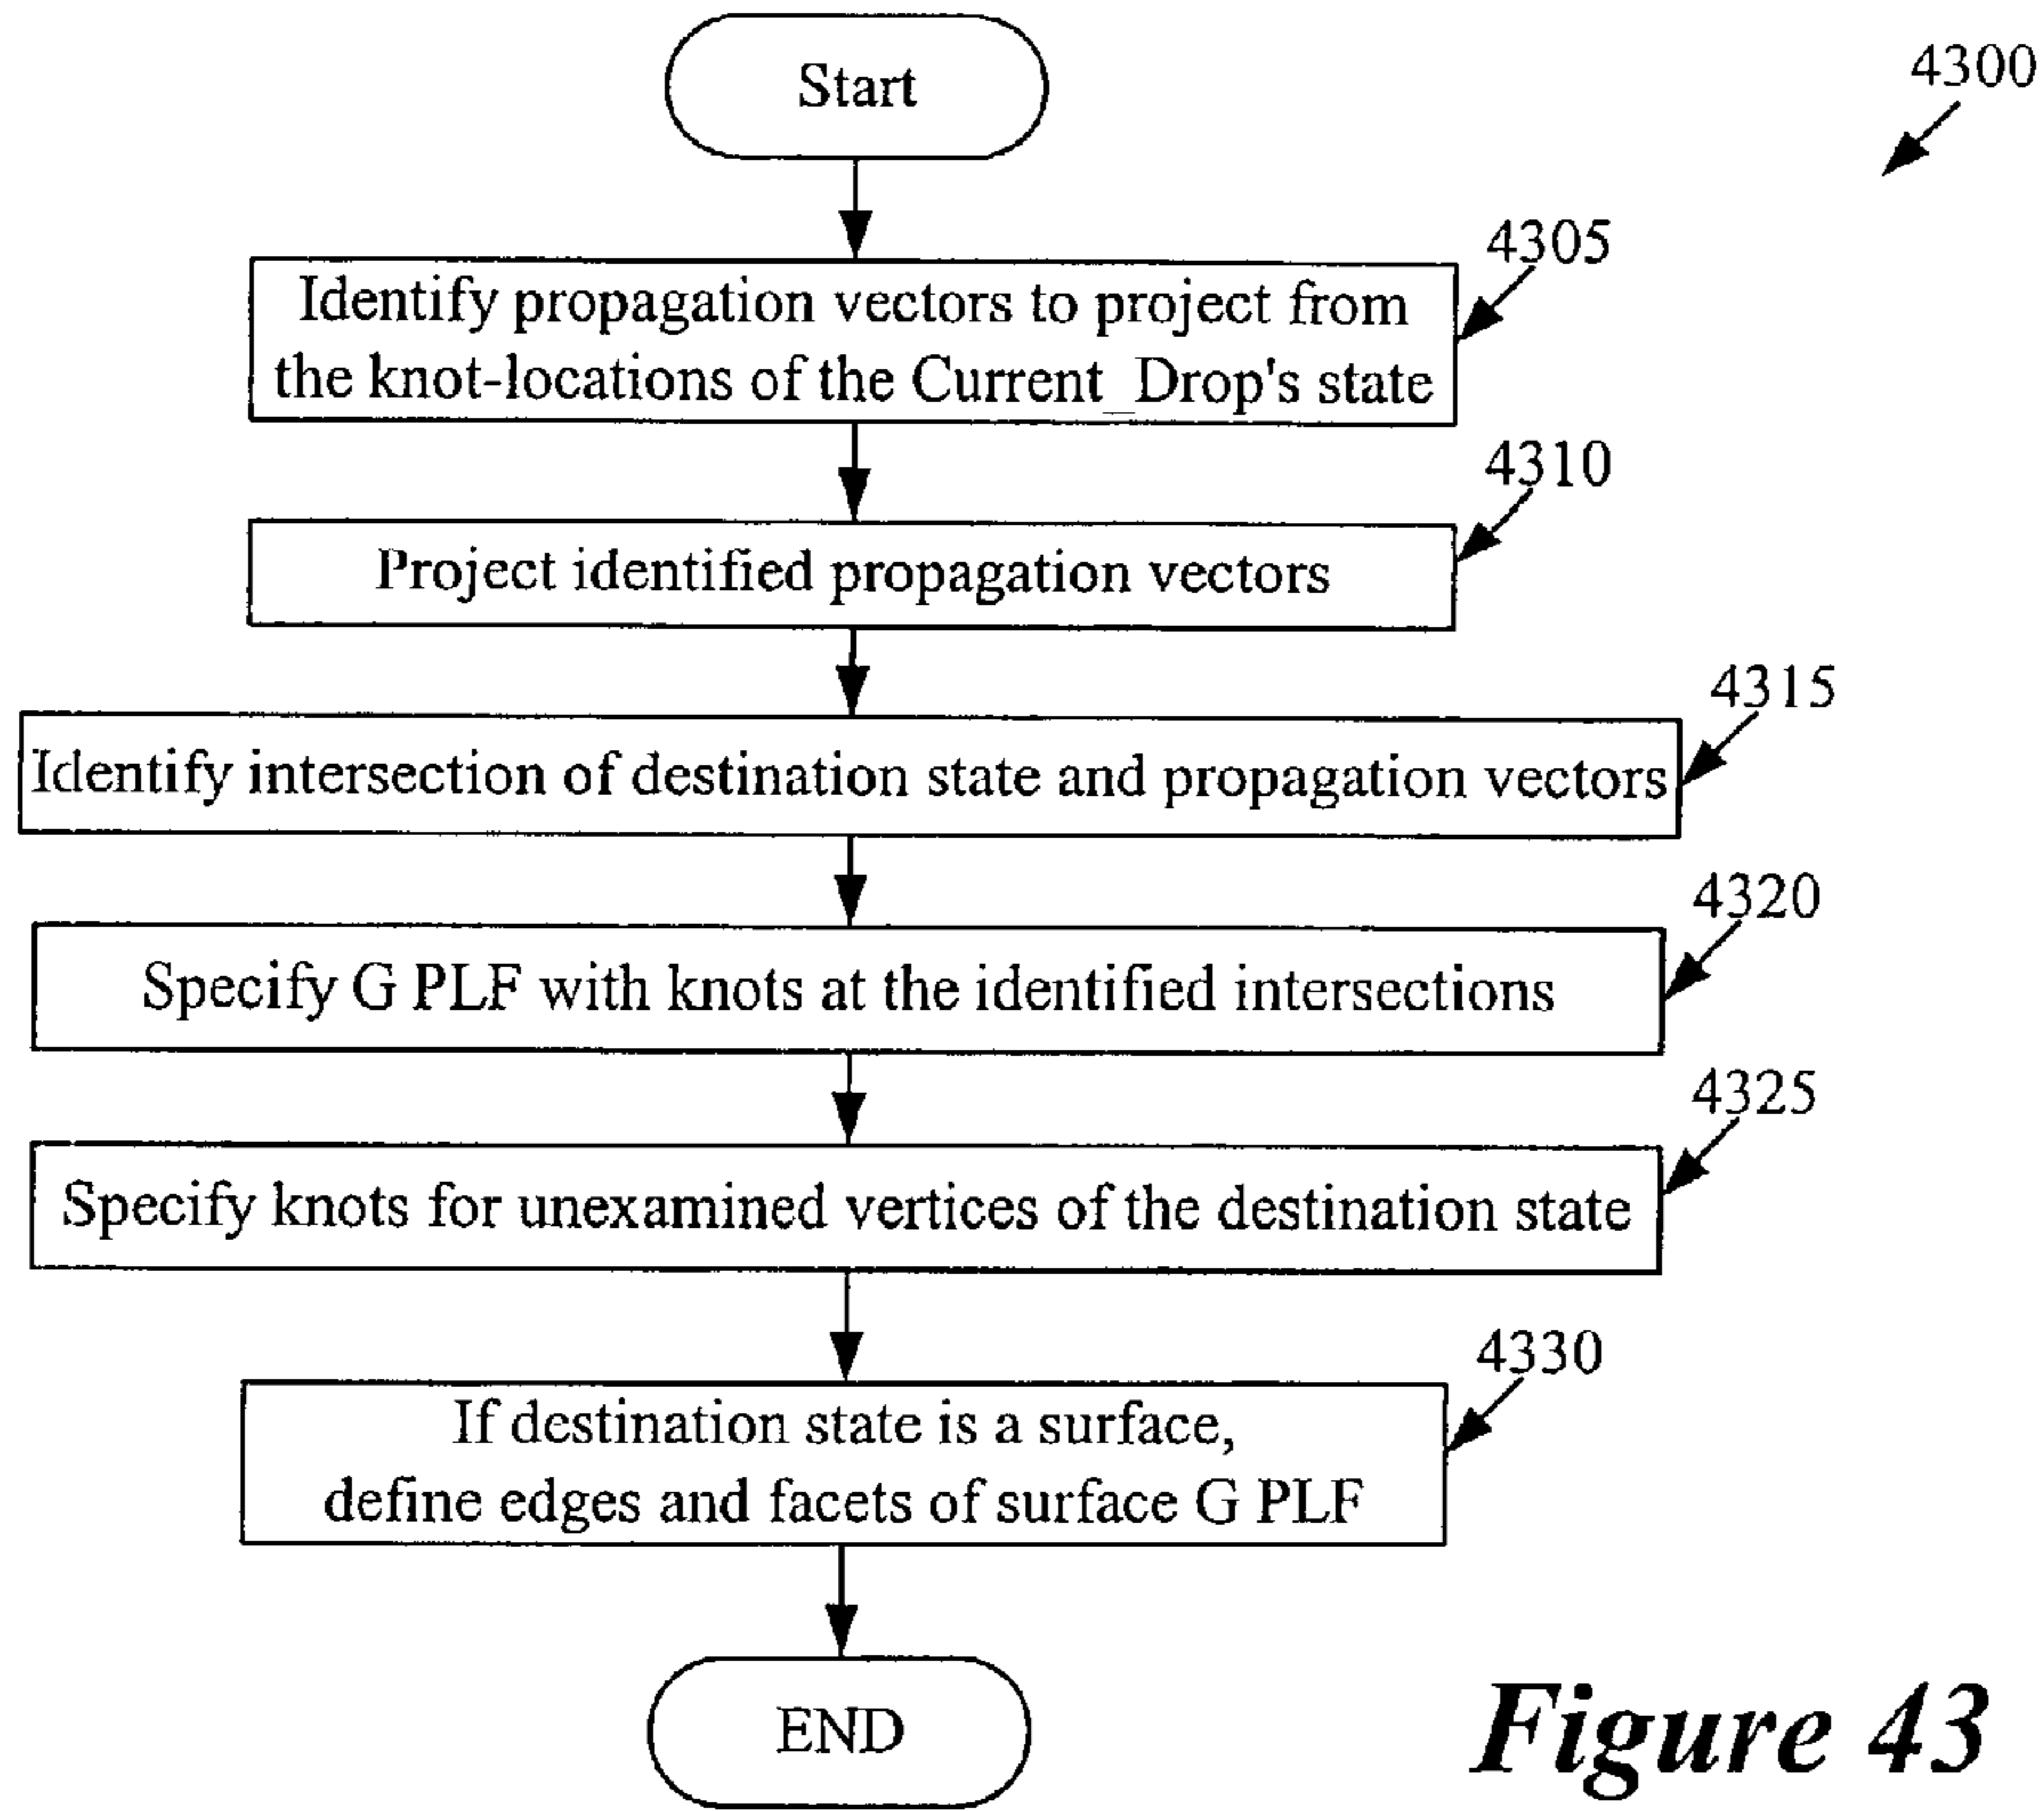 Start
4300
4305
Identify propagation vectors to project from
the knot-locations of the Current_Drop's state
4310
Project identified propagation vectors
4315
Identify intersection of destination state and propagation vectors
4320
Specify G PLF with knots at the identified intersections
4325
Specify knots for unexamined vertices of the destination state
4330
If destination state is a surface,
define edges and facets of surface G PLF
END
Figure 43